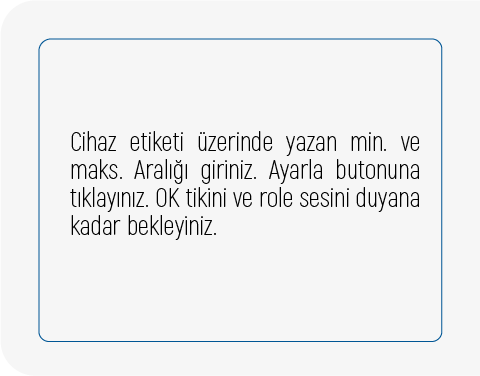 Cihaz etiketi üzerinde yazan min. ve
maks. Aralığı giriniz. Ayarla butonuna
tıklayınız. OK tikini ve role sesini duyana
kadar bekleyiniz.